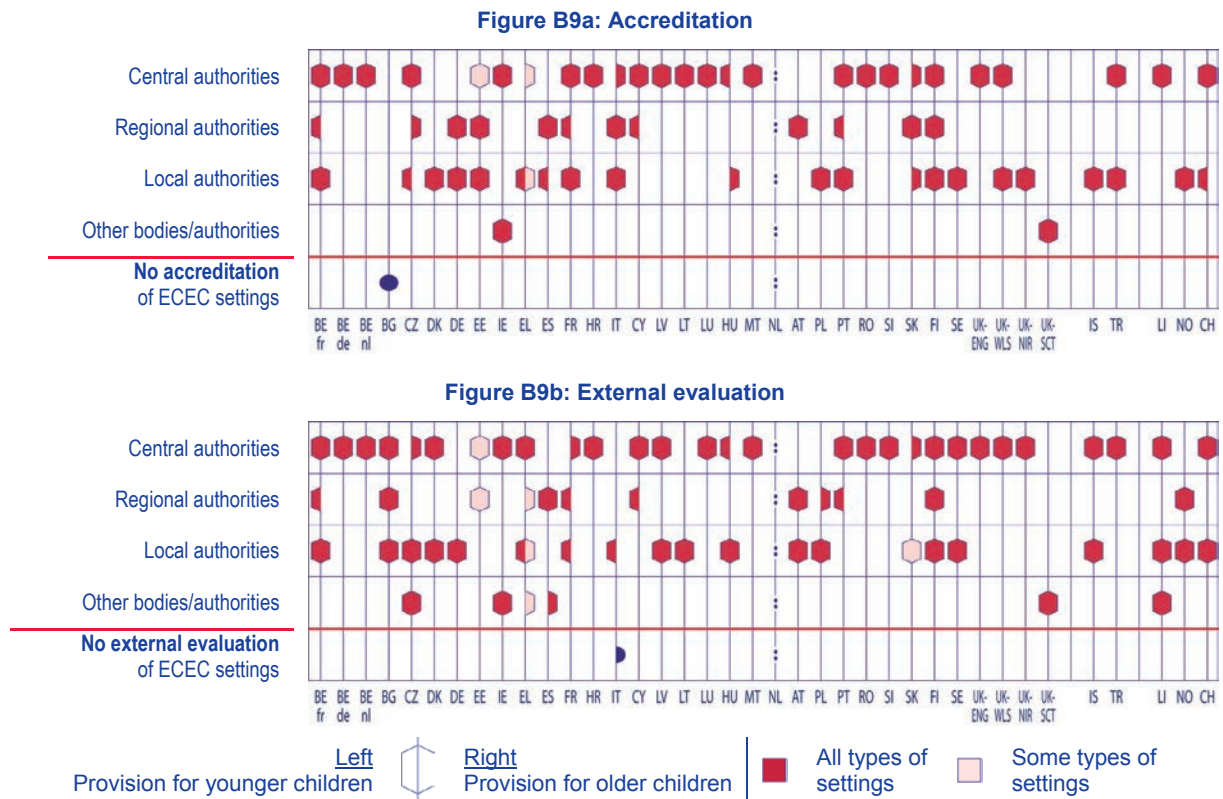 Figure B9a: Accreditation
Central authorities
Regional authorities
Local authorities
Other bodies/authorities
No accreditation
of ECEC settings
BE fr BE de BE nl BG CZ DK DE EE IE EL ES FR HR IT CY LV LT LU HU MT NL AT PL PT RO SI SK FI SE UK-ENG UK-WLS UK-NIR UK-SCT IS TR LI NO CH
Figure B9b: External evaluation
Central authorities
Regional authorities
Local authorities
Other bodies/authorities
No external evaluation
of ECEC settings
BE fr BE de BE nl BG CZ DK DE EE IE EL ES FR HR IT CY LV LT LU HU MT NL AT PL PT RO SI SK FI SE UK-ENG UK-WLS UK-NIR UK-SCT IS TR LI NO CH
Left
Provision for younger children
Right
Provision for older children
All types of
settings
Some types of
settings